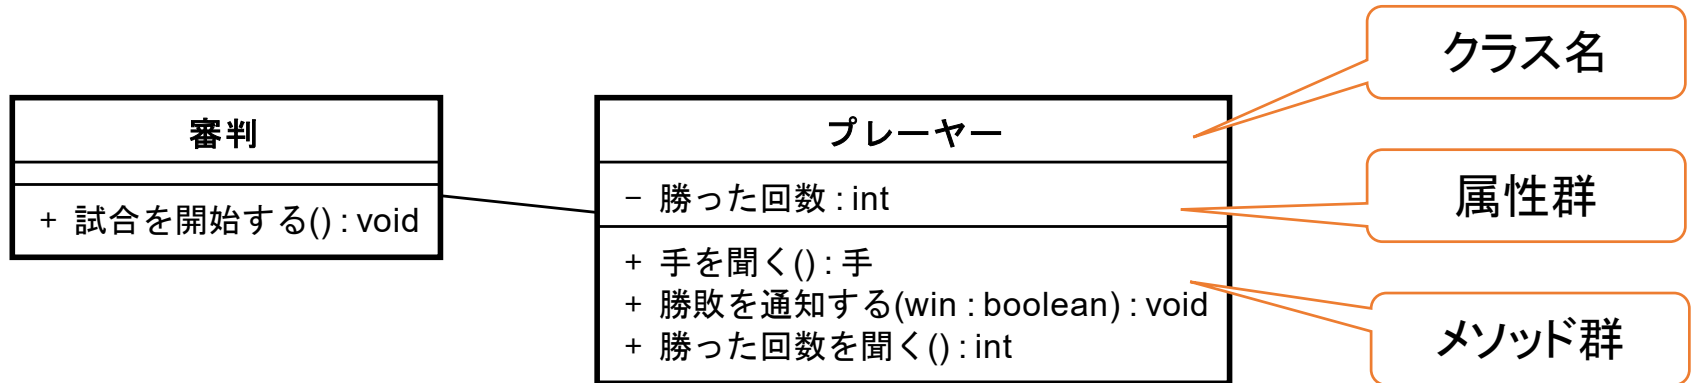 審判
+ 試合を開始する() : void
プレーヤー
- 勝った回数 : int
+ 手を聞く() : 手
+ 勝敗を通知する(win : boolean) : void
+ 勝った回数を聞く() : int
クラス名
属性群
メソッド群